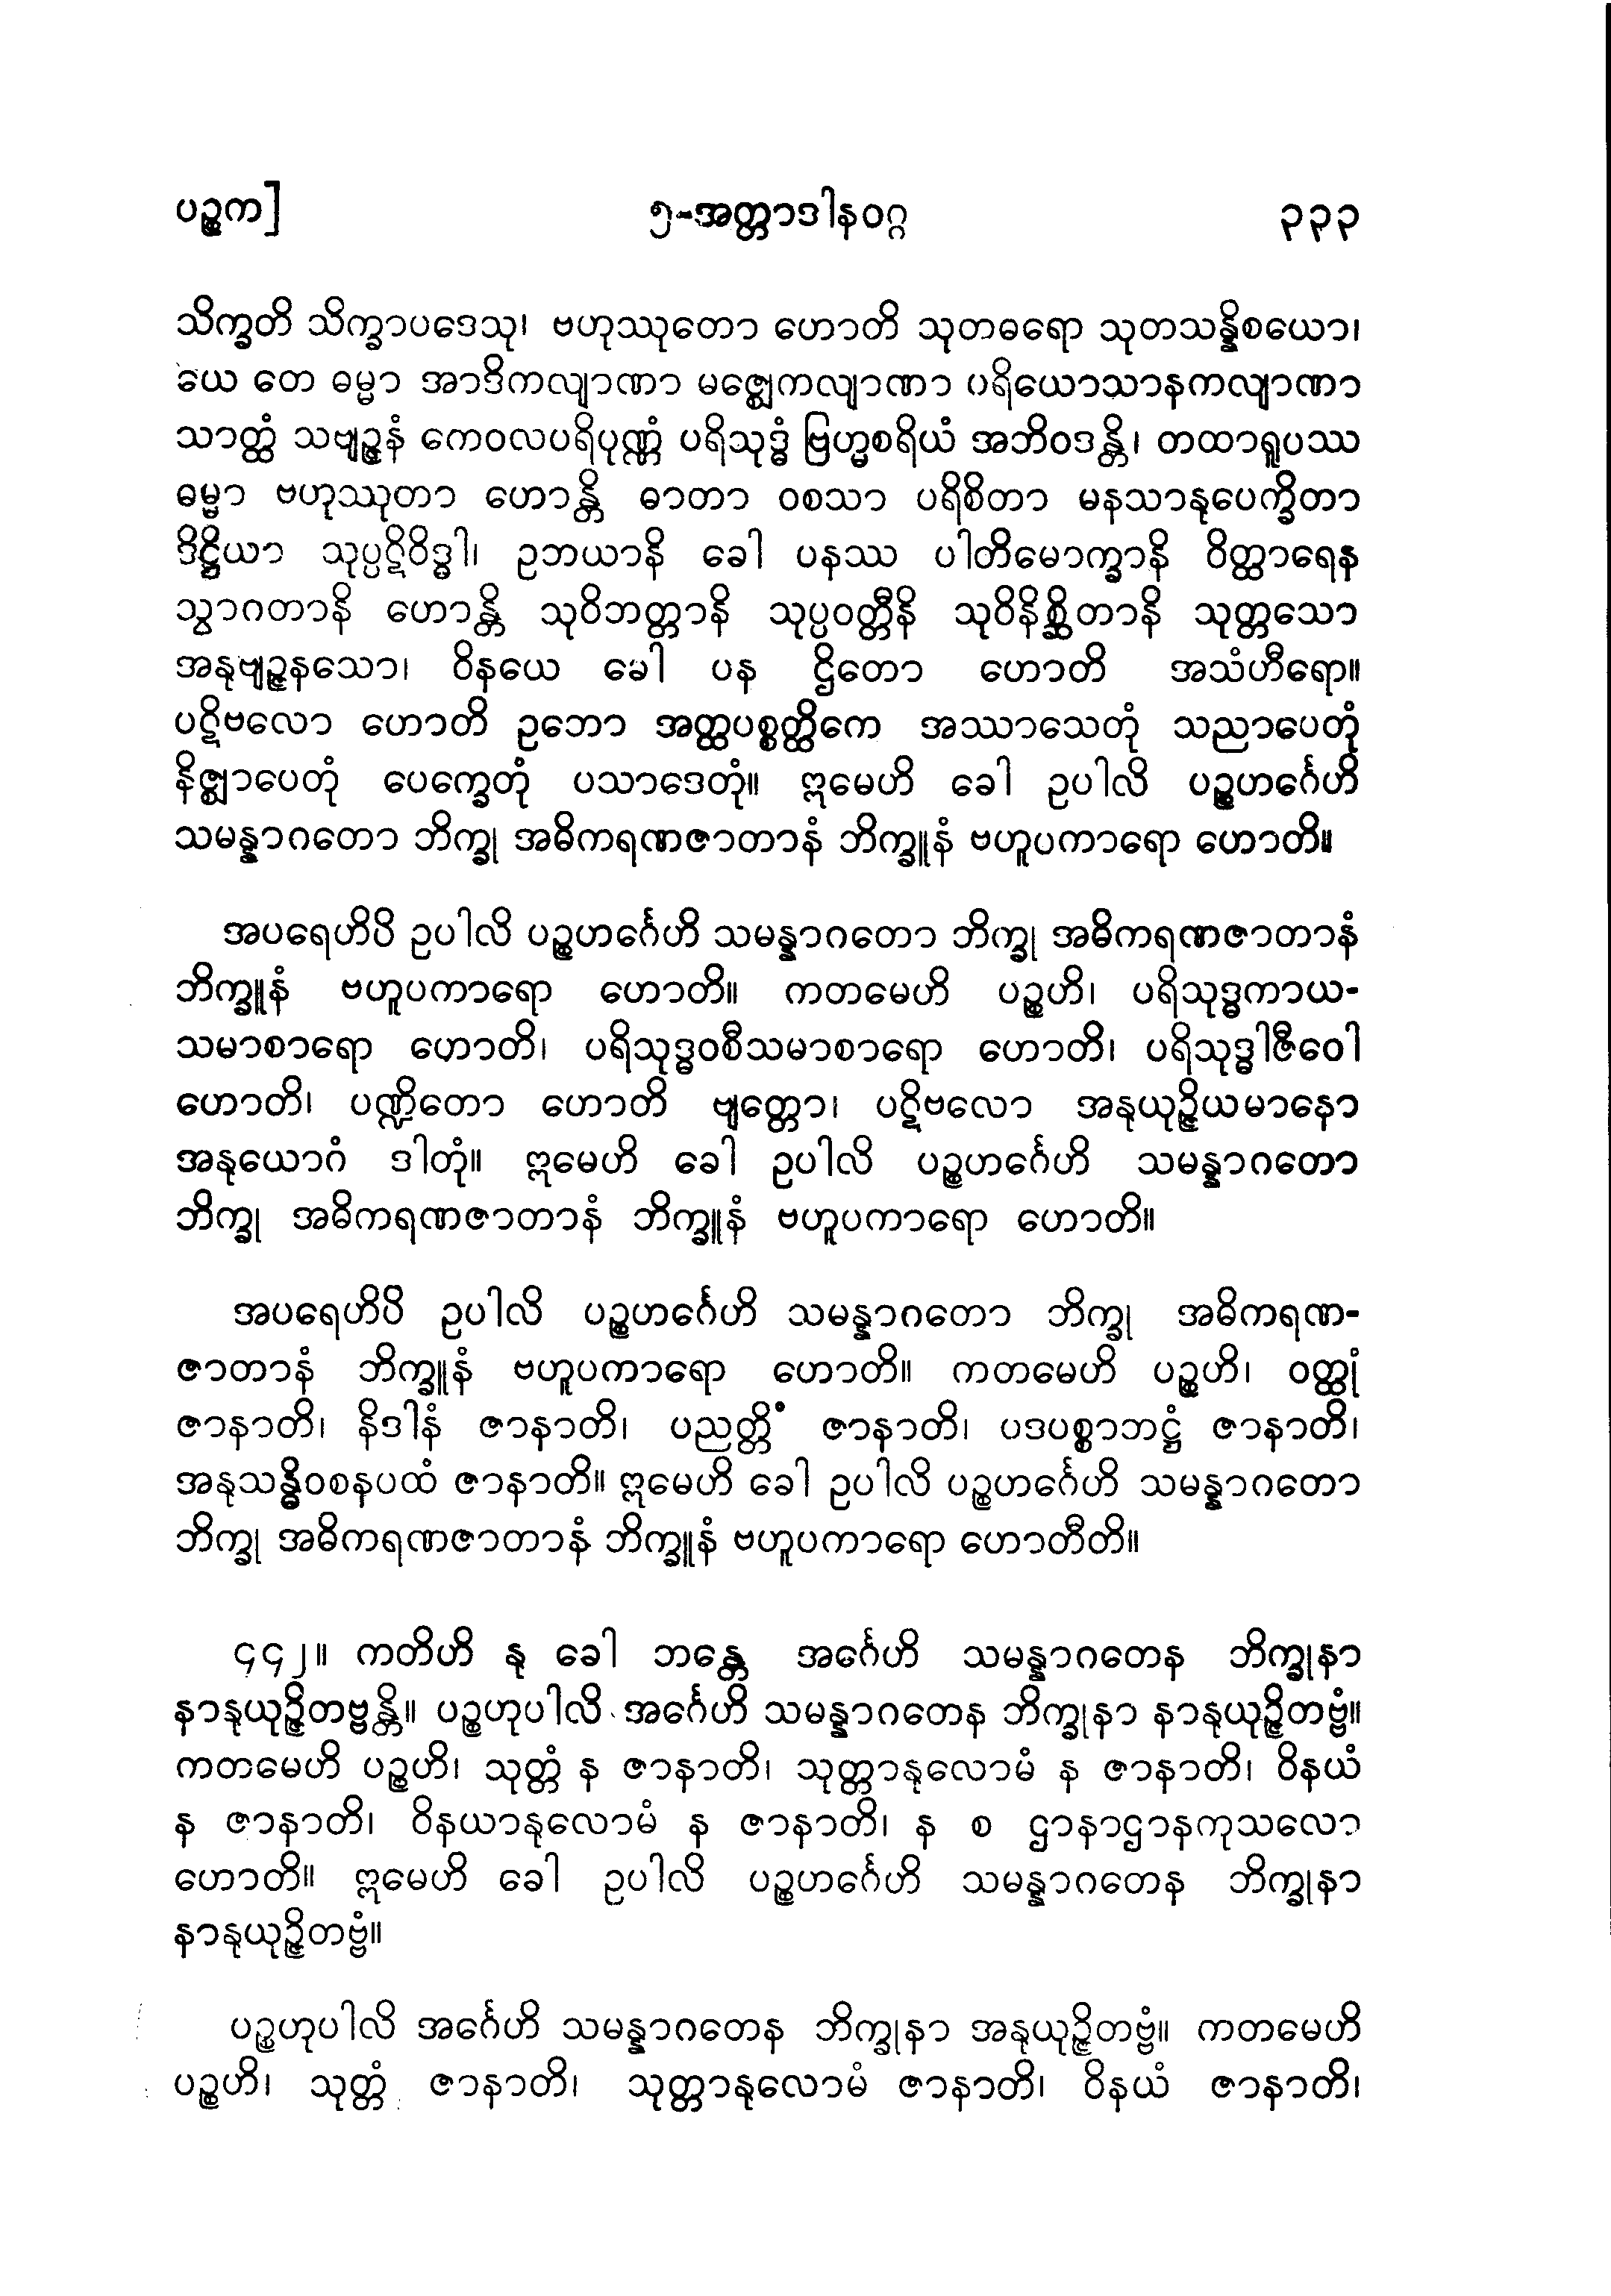 ပဉ္စက]
၅-အတ္တာဒါနဝဂ္ဂ
၃၃၃
သိက္ခတိ သိက္ခာပဒေသု၊ ဗဟုဿုတော ဟောတိ သုတဓရော သုတသန္နိစယော၊
ယေ တေ ဓမ္မာ အာဒိကလျာဏာ မဇ္ဈေကလျာဏာ ပရိယောသာနကလျာဏာ
သာတ္ထံ သဗျဉ္ဇနံ ကေဝလပရိပုဏ္ဏံ ပရိသုဒ္ဓံ ဗြဟ္မစရိယံ အဘိဝဒန္တိ၊ တထာရူပဿ
ဓမ္မာ ဗဟုဿုတာ ဟောန္တိ ဓာတာ ဝစသာ ပရိစိတာ မနသာနုပေက္ခိတာ
ဒိဋ္ဌိယာ သုပ္ပဋိဝိဒ္ဓါ၊ ဥဘယာနိ ခေါ ပနဿ ပါတိမောက္ခာနိ ဝိတ္ထာရေန
သွာဂတာနိ ဟောန္တိ သုဝိဘတ္တာနိ သုပ္ပဝတ္တီနိ သုဝိနိစ္ဆိတာနိ သုတ္တသော
အနုဗျဉ္ဇနသော၊ ဝိနယေ ခေါ ပန ဌိတော ဟောတိ အသံဟီရော။
ပဋိဗလော ဟောတိ ဥဘော အတ္ထပစ္စတ္ထိကေ အဿာသေတုံ သညာပေတုံ
နိဇ္ဈာပေတုံ ပေက္ခေတုံ ပသာဒေတုံ။ ဣမေဟိ ခေါ ဥပါလိ ပဉ္စဟင်္ဂေဟိ
သမန္နာဂတော ဘိက္ခု အဓိကရဏဇာတာနံ ဘိက္ခူနံ ဗဟူပကာရော ဟောတိ။
အပရေဟိပိ ဥပါလိ ပဉ္စဟင်္ဂေဟိ သမန္နာဂတော ဘိက္ခု အဓိကရဏဇာတာနံ
ဘိက္ခူနံ ဗဟူပကာရော ဟောတိ။ ကတမေဟိ ပဉ္စဟိ၊ ပရိသုဒ္ဓကာယ-
သမာစာရော ဟောတိ၊ ပရိသုဒ္ဓဝစီသမာစာရော ဟောတိ၊ ပရိသုဒ္ဓါဇီဝေါ
ဟောတိ၊ ပဏ္ဍိတော ဟောတိ ဗျတ္တော၊ ပဋိဗလော အနုယုဉ္ဇိယမာနော
အနုယောဂံ ဒါတုံ။ ဣမေဟိ ခေါ ဥပါလိ ပဉ္စဟင်္ဂေဟိ သမန္နာဂတော
ဘိက္ခု အဓိကရဏဇာတာနံ ဘိက္ခူနံ ဗဟူပကာရော ဟောတိ။
အပရေဟိပိ ဥပါလိ ပဉ္စဟင်္ဂေဟိ သမန္နာဂတော ဘိက္ခု အဓိကရဏ-
ဇာတာနံ ဘိက္ခူနံ ဗဟူပကာရော ဟောတိ။ ကတမေဟိ ပဉ္စဟိ၊ ဝတ္ထုံ
ဇာနာတိ၊ နိဒါနံ ဇာနာတိ၊ ပညတ္တိံ ဇာနာတိ၊ ပဒပစ္စာဘဋ္ဌံ ဇာနာတိ၊
အနုသန္ဓိဝစနပထံ ဇာနာတိ။ ဣမေဟိ ခေါ ဥပါလိ ပဉ္စဟင်္ဂေဟိ သမန္နာဂတော
ဘိက္ခု အဓိကရဏဇာတာနံ ဘိက္ခူနံ ဗဟူပကာရော ဟောတီတိ။
၄၄၂။ ကတိဟိ နု ခေါ ဘန္တေ အင်္ဂေဟိ သမန္နာဂတေန ဘိက္ခုနာ
နာနုယုဉ္ဇိတဗ္ဗန္တိ။ ပဉ္စဟုပါလိ အင်္ဂေဟိ သမန္နာဂတေန ဘိက္ခုနာ နာနုယုဉ္ဇိတဗ္ဗံ။
ကတမေဟိ ပဉ္စဟိ၊ သုတ္တံ န ဇာနာတိ၊ သုတ္တာနုလောမံ န ဇာနာတိ၊ ဝိနယံ
န ဇာနာတိ၊ ဝိနယာနုလောမံ န ဇာနာတိ၊ န စ ဌာနာဌာနကုသလော
ဟောတိ။ ဣမေဟိ ခေါ ဥပါလိ ပဉ္စဟင်္ဂေဟိ သမန္နာဂတေန ဘိက္ခုနာ
နာနုယုဉ္ဇိတဗ္ဗံ။
ပဉ္စဟုပါလိ အင်္ဂေဟိ သမန္နာဂတေန ဘိက္ခုနာ အနုယုဉ္ဇိတဗ္ဗံ။ ကတမေဟိ
ပဉ္စဟိ၊ သုတ္တံ ဇာနာတိ၊ သုတ္တာနုလောမံ ဇာနာတိ၊ ဝိနယံ ဇာနာတိ၊